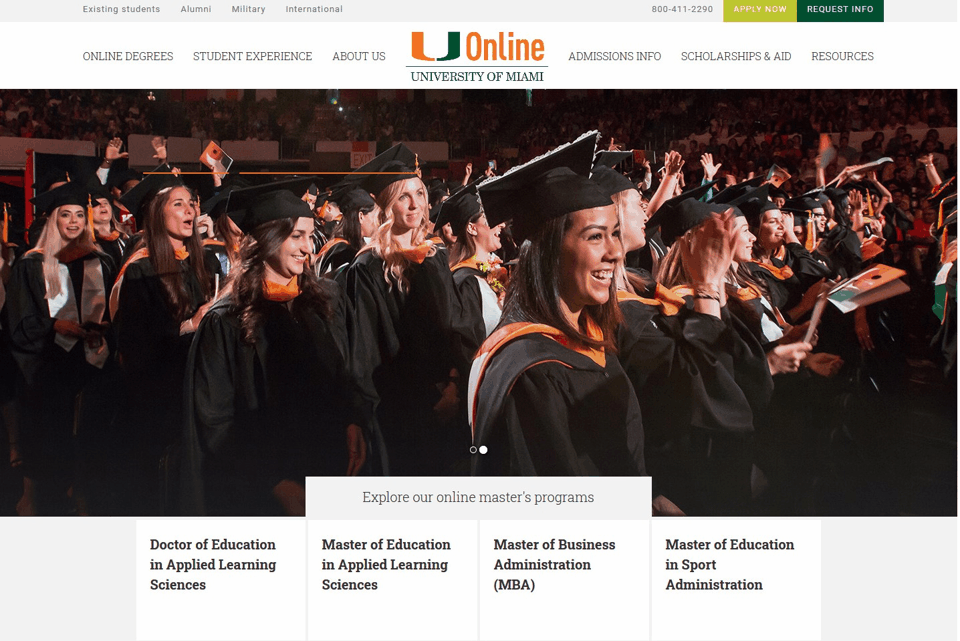 Existing students Alumni Military International 800-411-2290 APPLY NOW REQUEST INFO
ONLINE DEGREES STUDENT EXPERIENCE ABOUT US U Online ADMISSIONS INFO SCHOLARSHIPS & AID RESOURCES
UNIVERSITY OF MIAMI
EXIT
Explore our online master's programs
Doctor of Education
in Applied Learning
Sciences
Master of Education
in Applied Learning
Sciences
Master of Business
Administration
(MBA)
Master of Education
in Sport
Administration